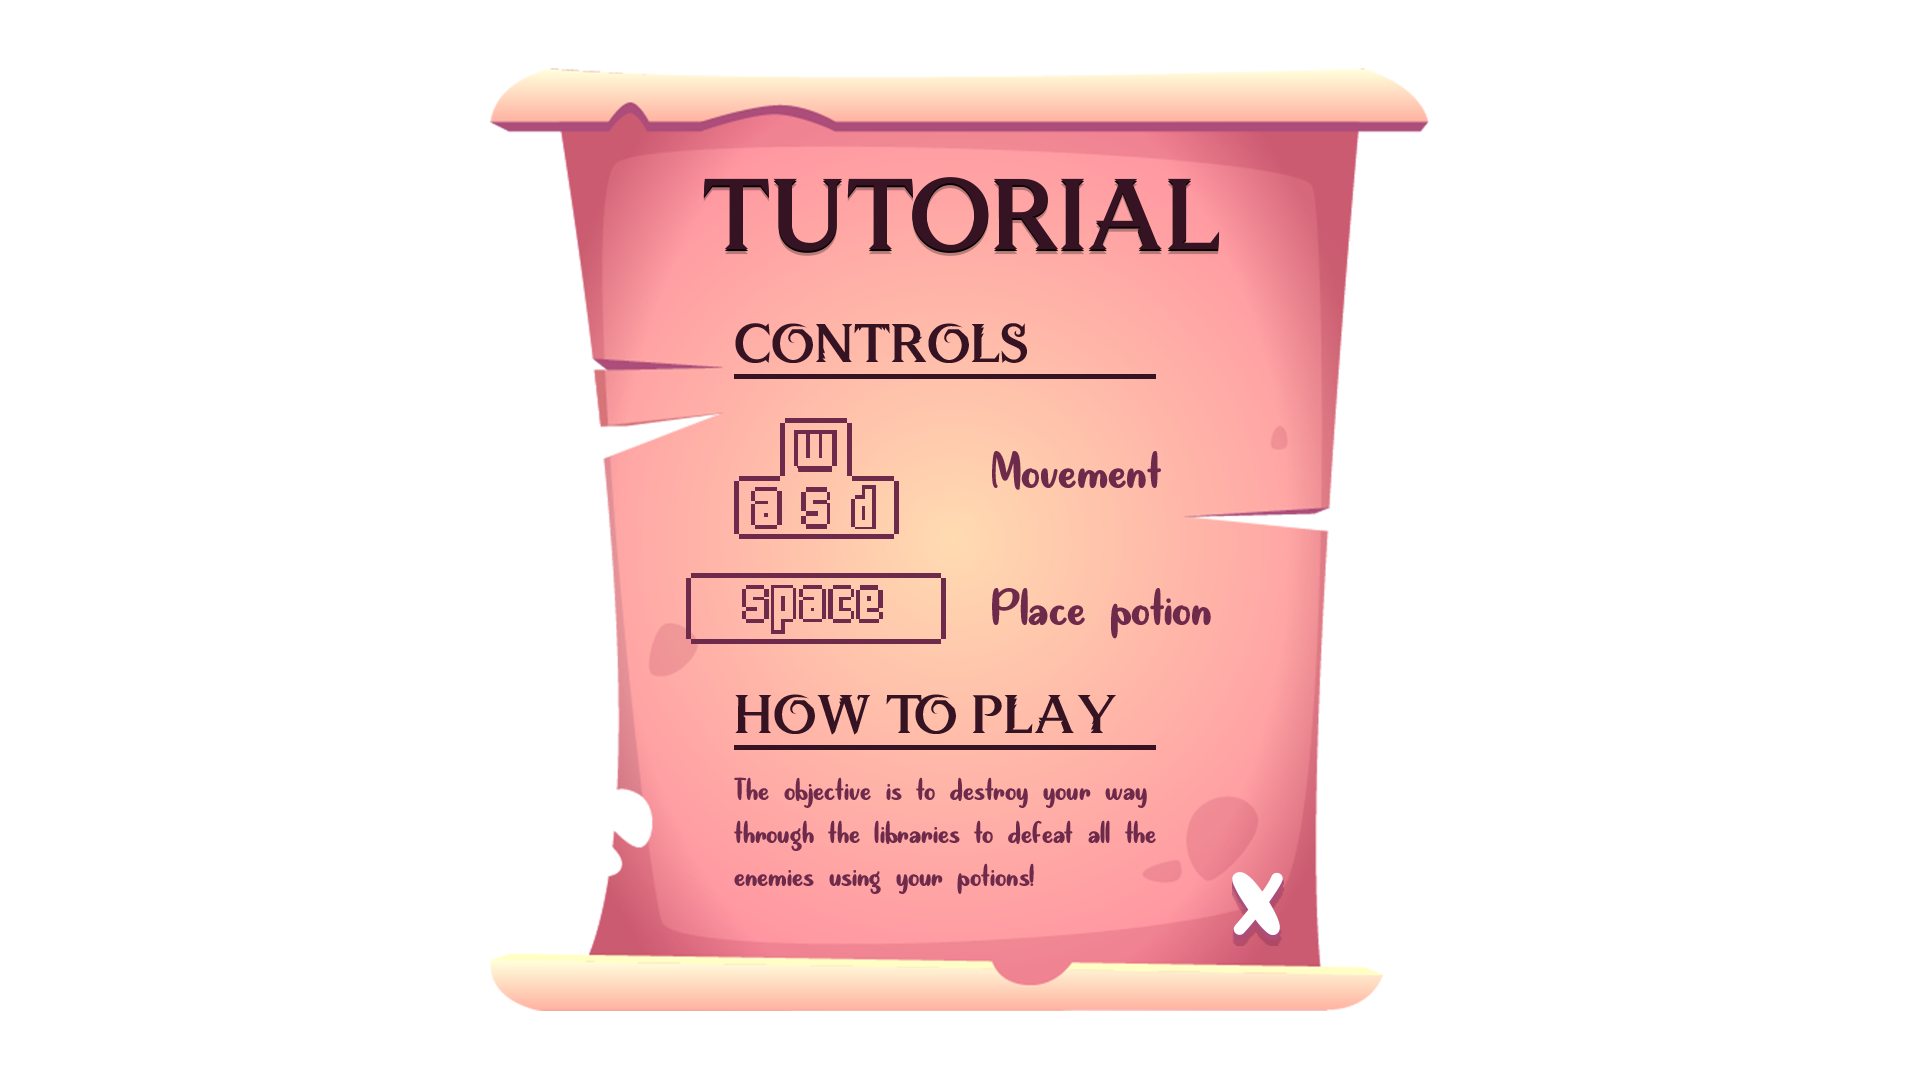 TUTORIAL
CONTROLS
w
a s d
Movement
space
Place potion
HOW TO PLAY
The objective is to destroy your way
through the libraries to defeat all the
enemies using your potions!
X